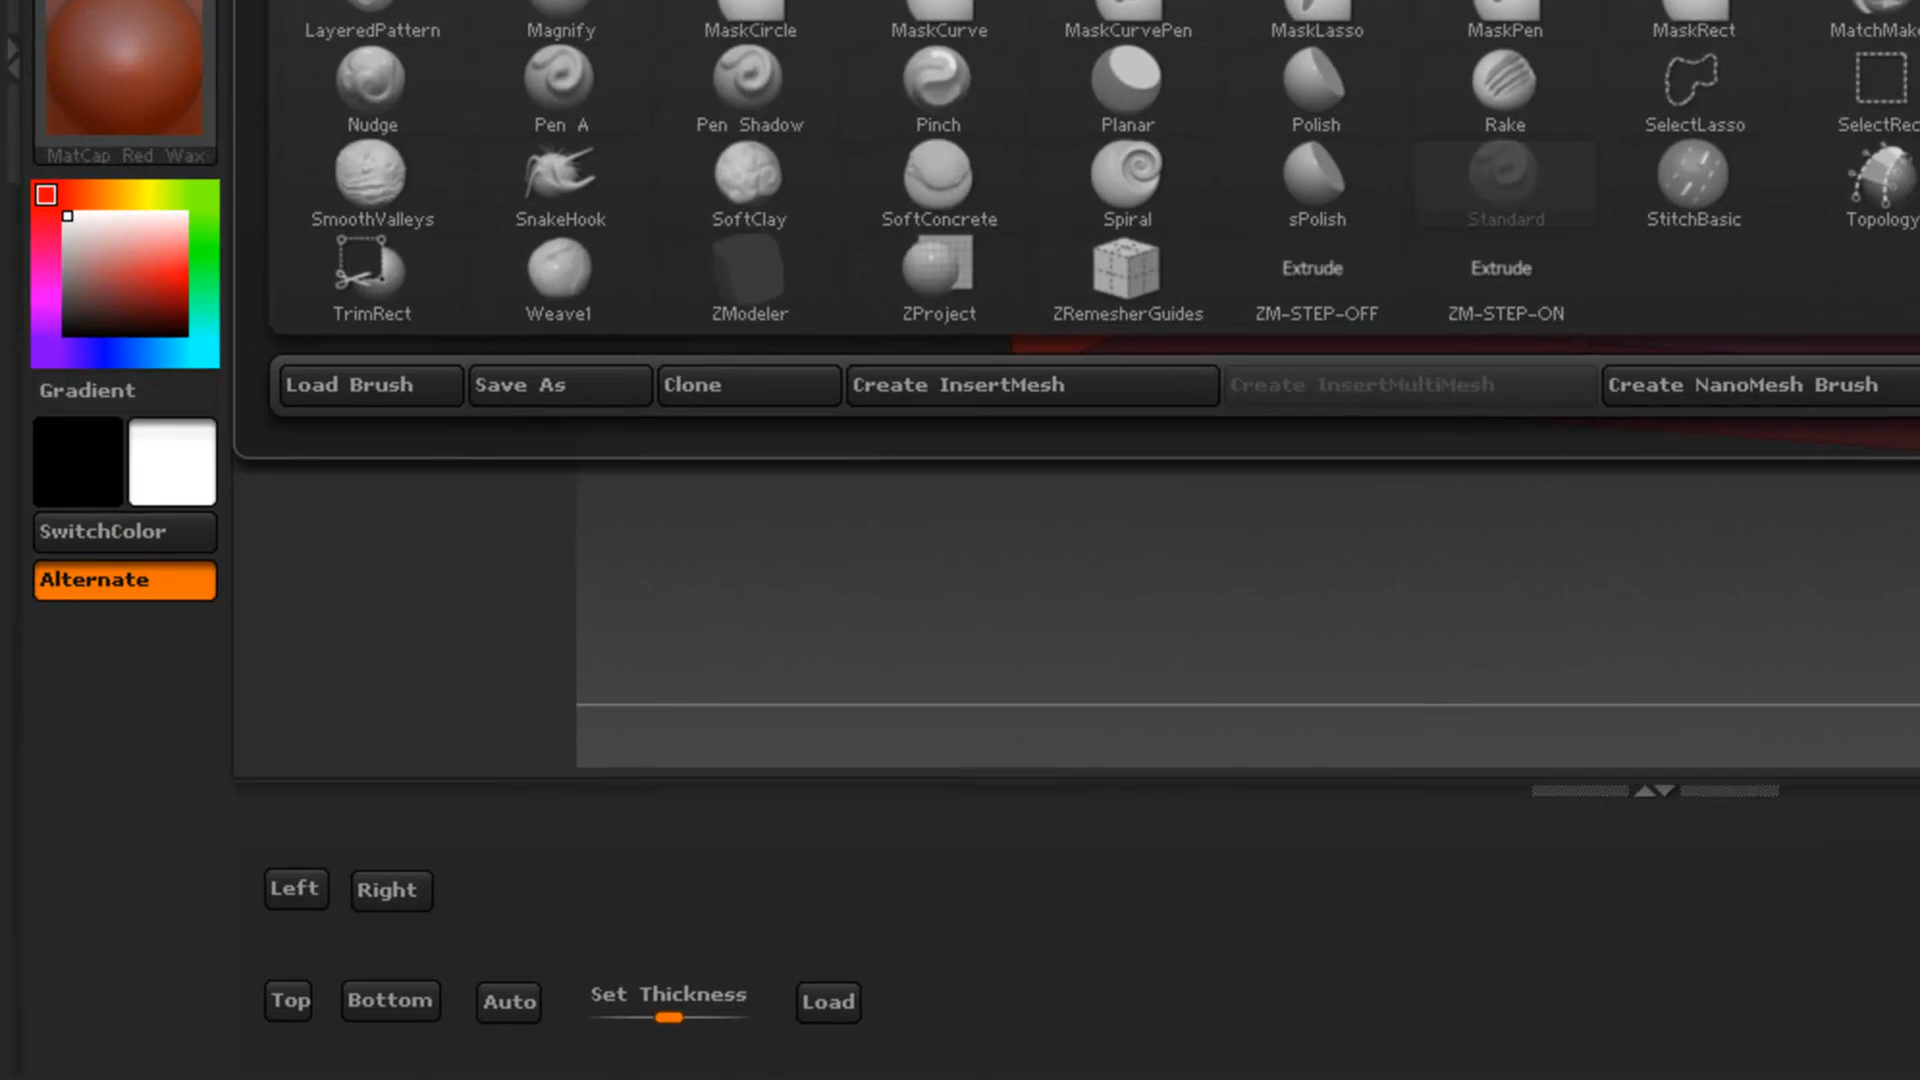 LayeredPattern Magnify MaskCircle MaskCurve MaskCurvePen MaskLasso MaskPen MaskRect
Nudge Pen A Pen Shadow Pinch Planar Polish Rake SelectLasso
MatCap Red Wax
SmoothValleys SnakeHook SoftClay SoftConcrete Spiral sPolish Standard StitchBasic Topology
Extrude Extrude
TrimRect Weave1 ZModeler ZProject ZRemesherGuides ZM-STEP-OFF ZM-STEP-ON
Load Brush Save As Clone Create InsertMesh Create InsertMultiMesh Create NanoMesh Brush
Gradient
SwitchColor
Alternate
Left Right
Top Bottom Auto Set Thickness Load